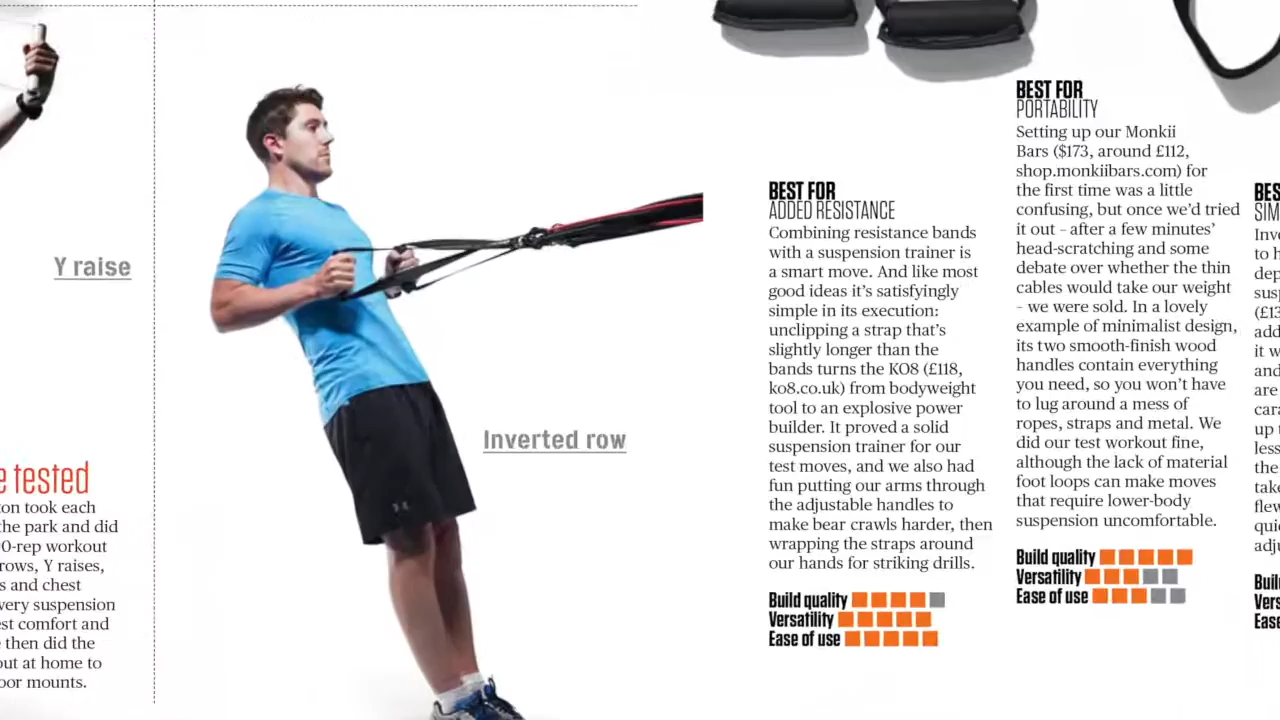 Y raise
e tested
ton took each
the park and did
0-rep workout
rows, Y raises,
s and chest
very suspension
est comfort and
e then did the
out at home to
oor mounts.
Inverted row
BEST FOR
ADDED RESISTANCE
Combining resistance bands
with a suspension trainer is
a smart move. And like most
good ideas it’s satisfyingly
simple in its execution:
unclipping a strap that’s
slightly longer than the
bands turns the KO8 (£118,
ko8.co.uk) from bodyweight
tool to an explosive power
builder. It proved a solid
suspension trainer for our
test moves, and we also had
fun putting our arms through
the adjustable handles to
make bear crawls harder, then
wrapping the straps around
our hands for striking drills.
Build quality
Versatility
Ease of use
BEST FOR
PORTABILITY
Setting up our Monkii
Bars ($173, around £112,
shop.monkiibars.com) for
the first time was a little
confusing, but once we’d tried
it out – after a few minutes’
head-scratching and some
debate over whether the thin
cables would take our weight
– we were sold. In a lovely
example of minimalist design,
its two smooth-finish wood
handles contain everything
you need, so you won’t have
to lug around a mess of
ropes, straps and metal. We
did our test workout fine,
although the lack of material
foot loops can make moves
that require lower-body
suspension uncomfortable.
Build quality
Versatility
Ease of use
BES
SIM
Inve
to h
dep
susp
(£13
add
it w
and
are
cara
up t
less
the
take
flew
quic
adju
Buil
Vers
Ease